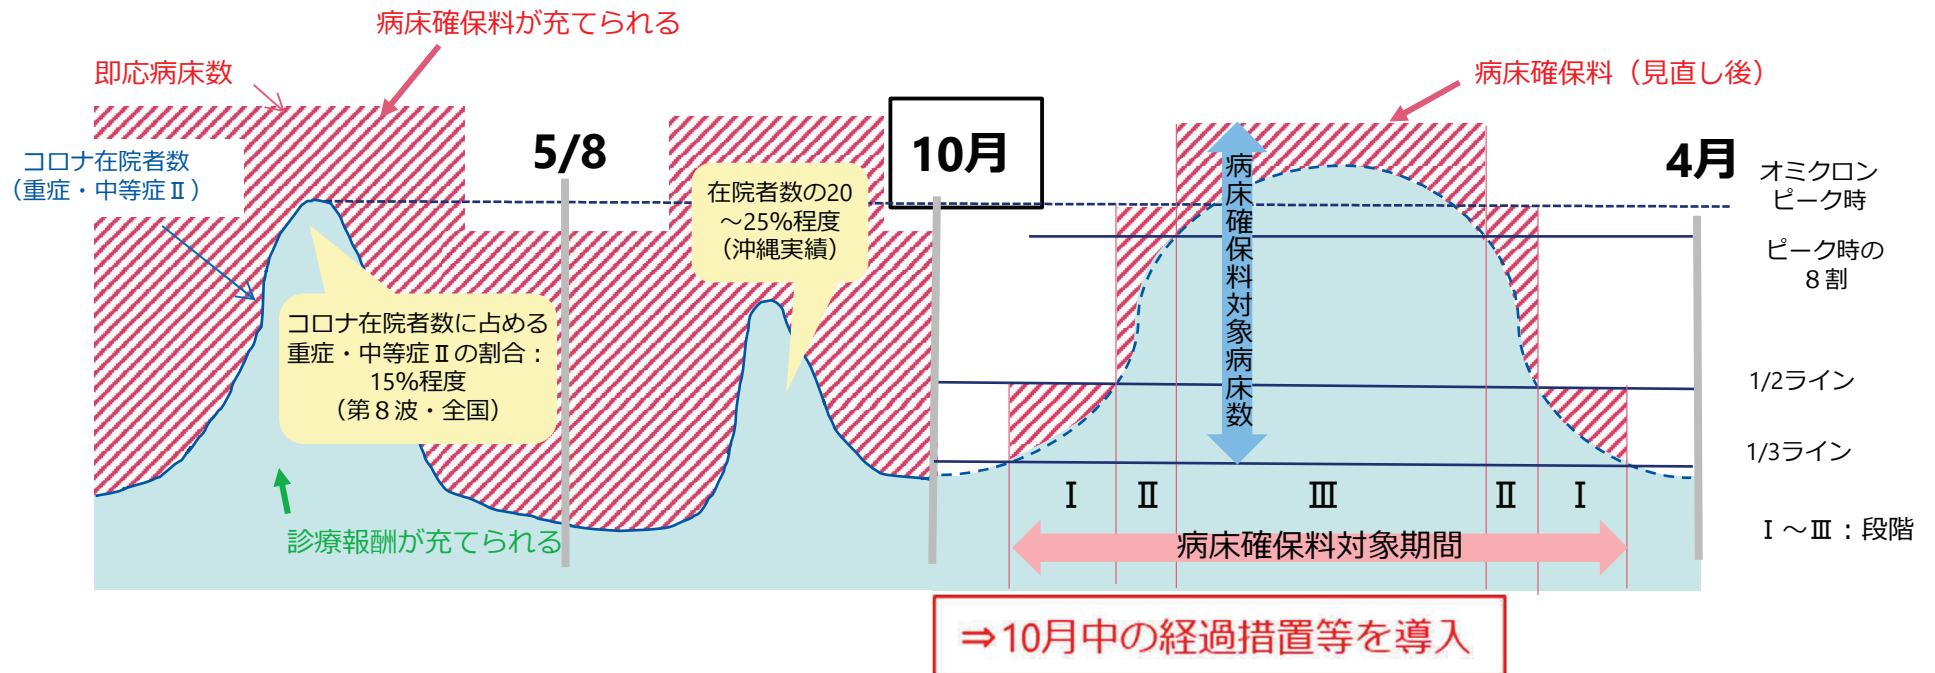 病床確保料が充てられる
即応病床数
コロナ在院者数
（重症・中等症Ⅱ）
5/8
コロナ在院者数に占める
重症・中等症Ⅱの割合：
15%程度
（第８波・全国）
診療報酬が充てられる
在院者数の20
～25%程度
（沖縄実績）
10月
病床確保料（見直し後）
病床確保料対象病床数
4月
オミクロン
ピーク時
ピーク時の
８割
1/2ライン
1/3ライン
Ⅰ
Ⅱ
Ⅲ
Ⅱ
Ⅰ
Ⅰ～Ⅲ：段階
病床確保料対象期間
⇒10月中の経過措置等を導入